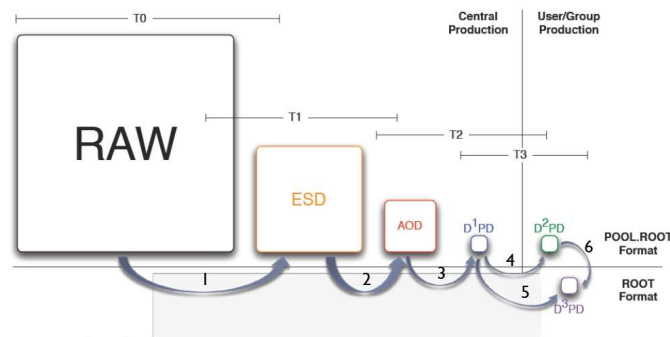 T0
Central
Production
User/Group
Production
T1
T2
T3
RAW
ESD
AOD
D¹PD
D²PD
POOL.ROOT
Format
ROOT
Format
D³PD
1
2
3
4
5
6